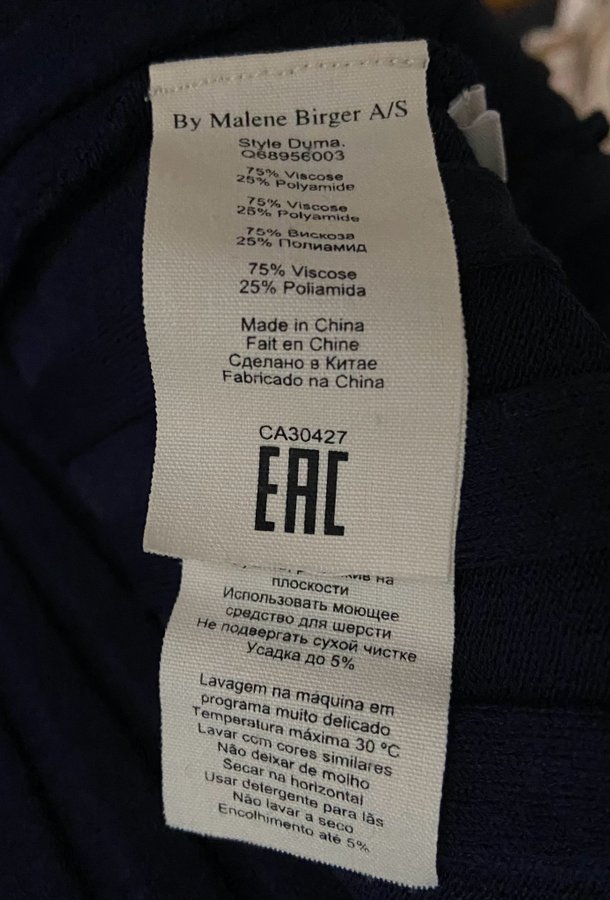 By Malene Birger A/S
Style Dyma.
Q68956003
75% Viscose
25% Polyamide
75% Viscose
25% Polyamide
75% Вискоза
25% Полиамид
75% Viscose
25% Poliamida
Made in China
Fait en Chine
Сделано в Китае
Fabricado na China
CA30427
EAC
на
плоскости
Использовать моющее
средство для шерсти
Не подвергать сухой чистке
Усадка до 5%
Lavagem na maquina em
programa muito delicado
Temperatura máxima 30 ºC
Lavar com cores similares
Não deixar de molho
Secar na horizontal
Usar detergente para lãs
Não lavar a seco
Encolhimento até 5%